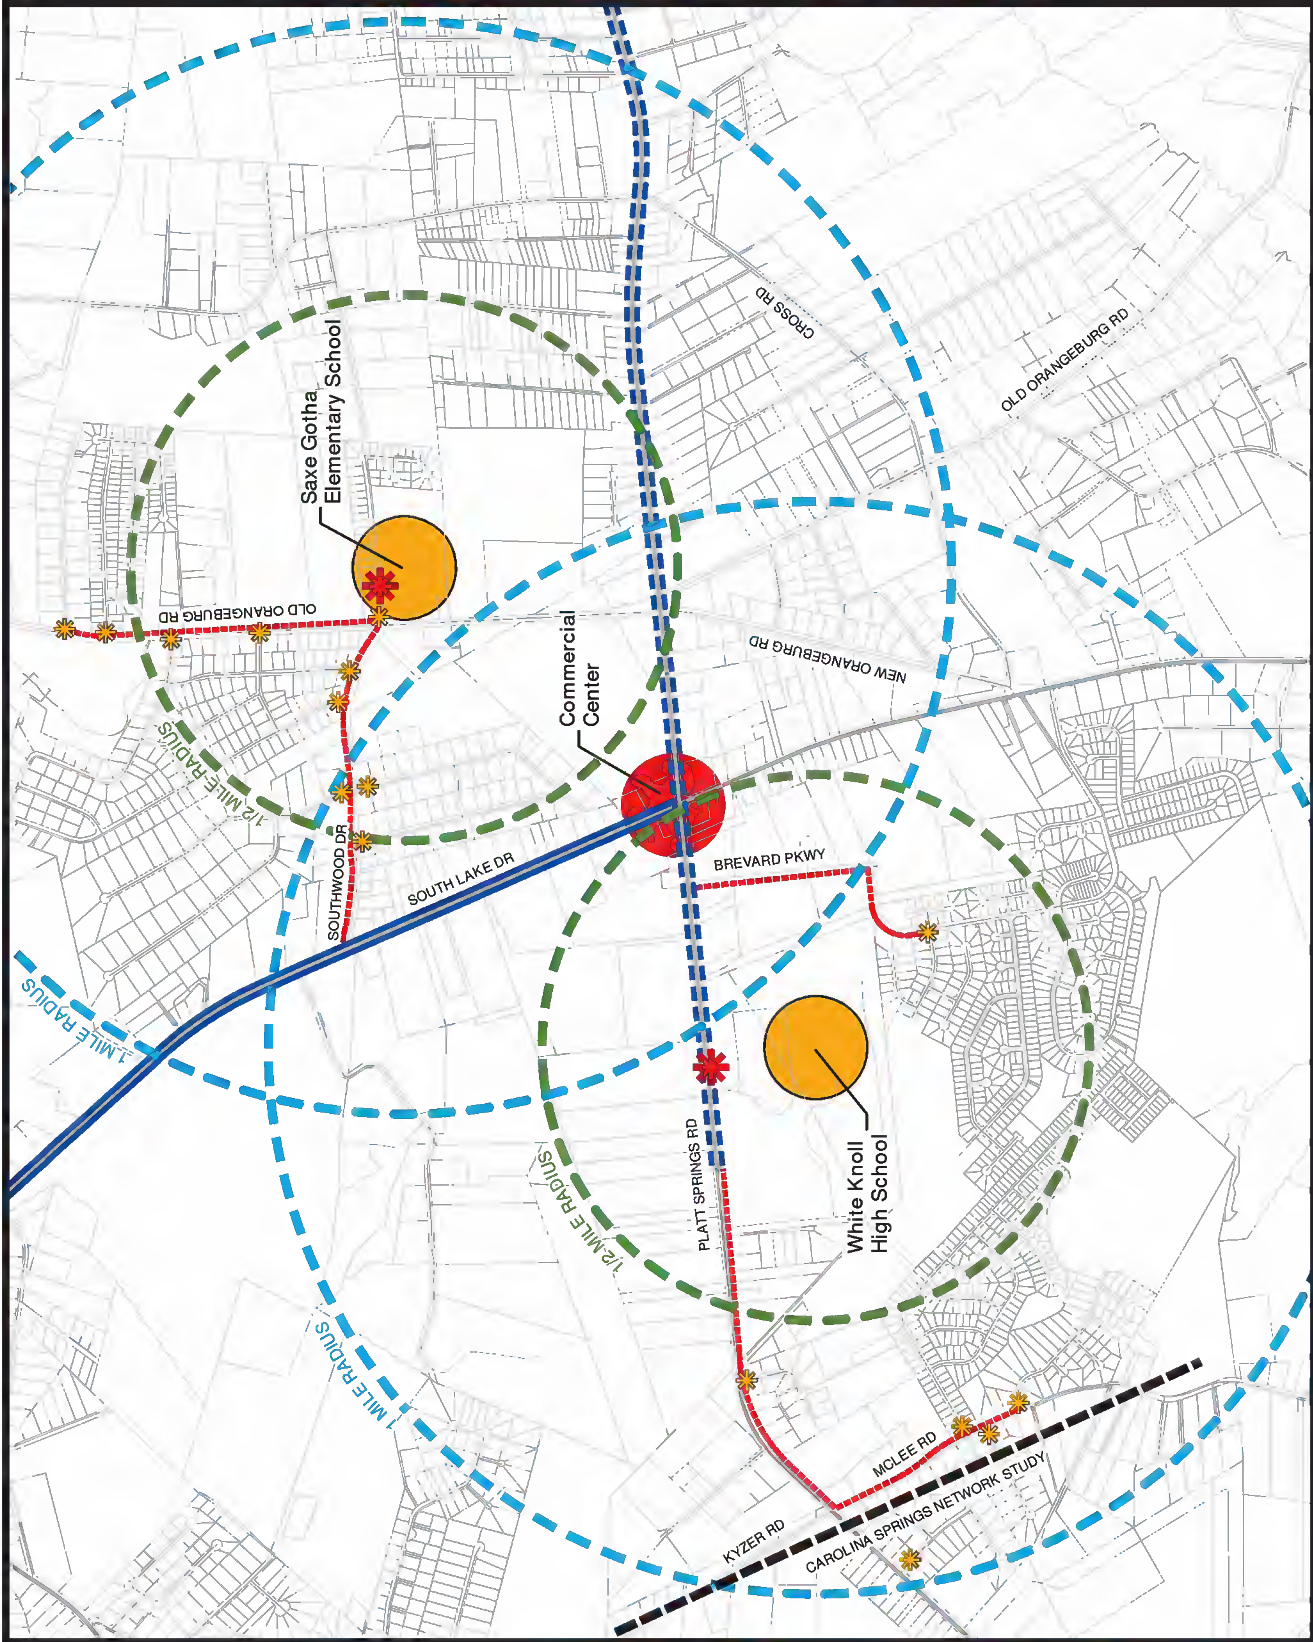 CROSS RD
OLD ORANGEBURG RD
Saxe Gotha
Elementary School
OLD ORANGEBURG RD
Commercial
Center
NEW ORANGEBURG RD
1/2 MILE RADIUS
SOUTHWOOD DR
SOUTH LAKE DR
BREVARD PKWY
1 MILE RADIUS
PLATT SPRINGS RD
1/2 MILE RADIUS
White Knoll
High School
1 MILE RADIUS
MCLEE RD
KYZER RD
CAROLINA SPRINGS NETWORK STUDY